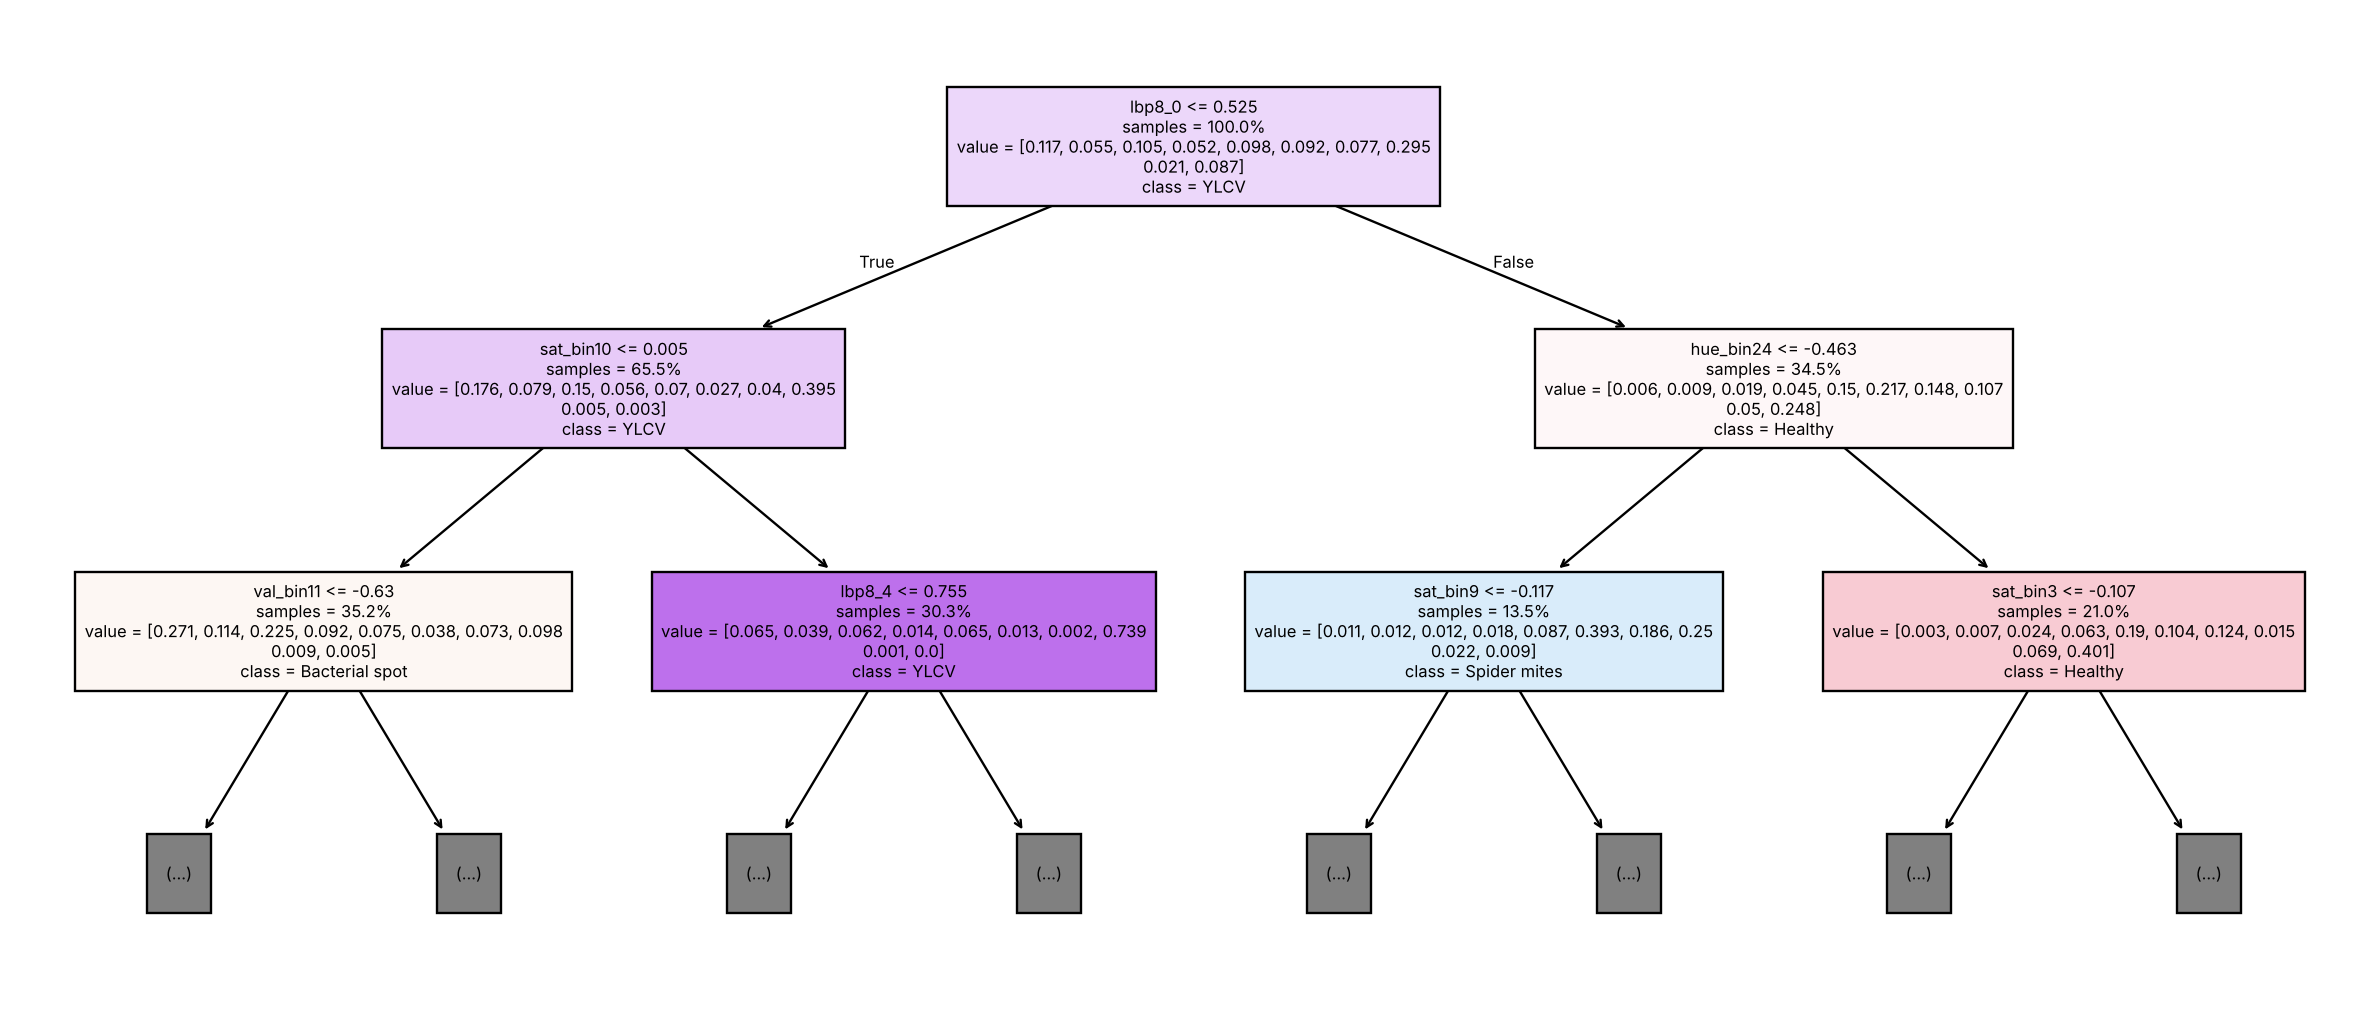 lbp8_0 <= 0.525
samples = 100.0%
value = [0.117, 0.055, 0.105, 0.052, 0.098, 0.092, 0.077, 0.295
0.021, 0.087]
class = YLCV
True
False
sat_bin10 <= 0.005
samples = 65.5%
value = [0.176, 0.079, 0.15, 0.056, 0.07, 0.027, 0.04, 0.395
0.005, 0.003]
class = YLCV
hue_bin24 <= -0.463
samples = 34.5%
value = [0.006, 0.009, 0.019, 0.045, 0.15, 0.217, 0.148, 0.107
0.05, 0.248]
class = Healthy
val_bin11 <= -0.63
samples = 35.2%
value = [0.271, 0.114, 0.225, 0.092, 0.075, 0.038, 0.073, 0.098
0.009, 0.005]
class = Bacterial spot
lbp8_4 <= 0.755
samples = 30.3%
value = [0.065, 0.039, 0.062, 0.014, 0.065, 0.013, 0.002, 0.739
0.001, 0.0]
class = YLCV
sat_bin9 <= -0.117
samples = 13.5%
value = [0.011, 0.012, 0.012, 0.018, 0.087, 0.393, 0.186, 0.25
0.022, 0.009]
class = Spider mites
sat_bin3 <= -0.107
samples = 21.0%
value = [0.003, 0.007, 0.024, 0.063, 0.19, 0.104, 0.124, 0.015
0.069, 0.401]
class = Healthy
(...)
(...)
(...)
(...)
(...)
(...)
(...)
(...)